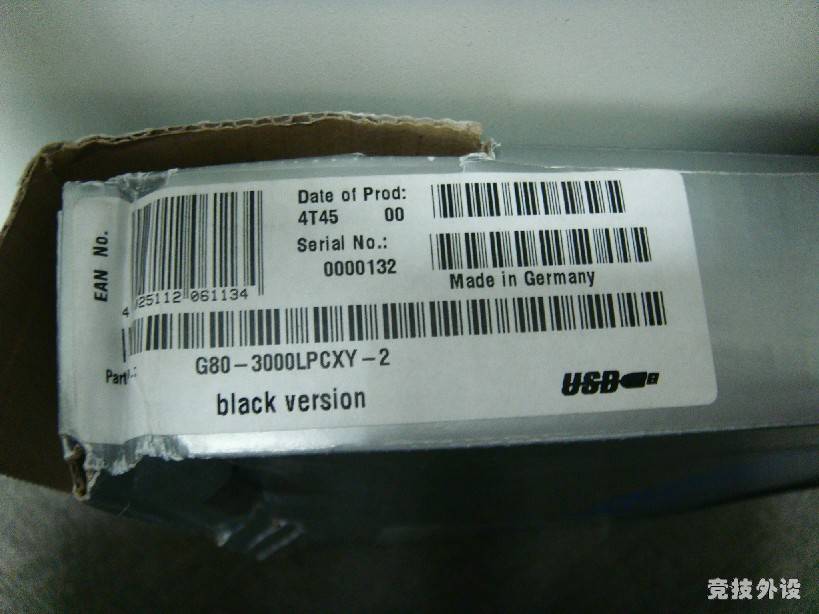 EAN No.
Date of Prod:
4T45 00
Serial No.:
0000132
Made in Germany
4 025112 061134
G80-3000LPCXY-2
black version
USB
竞技外设